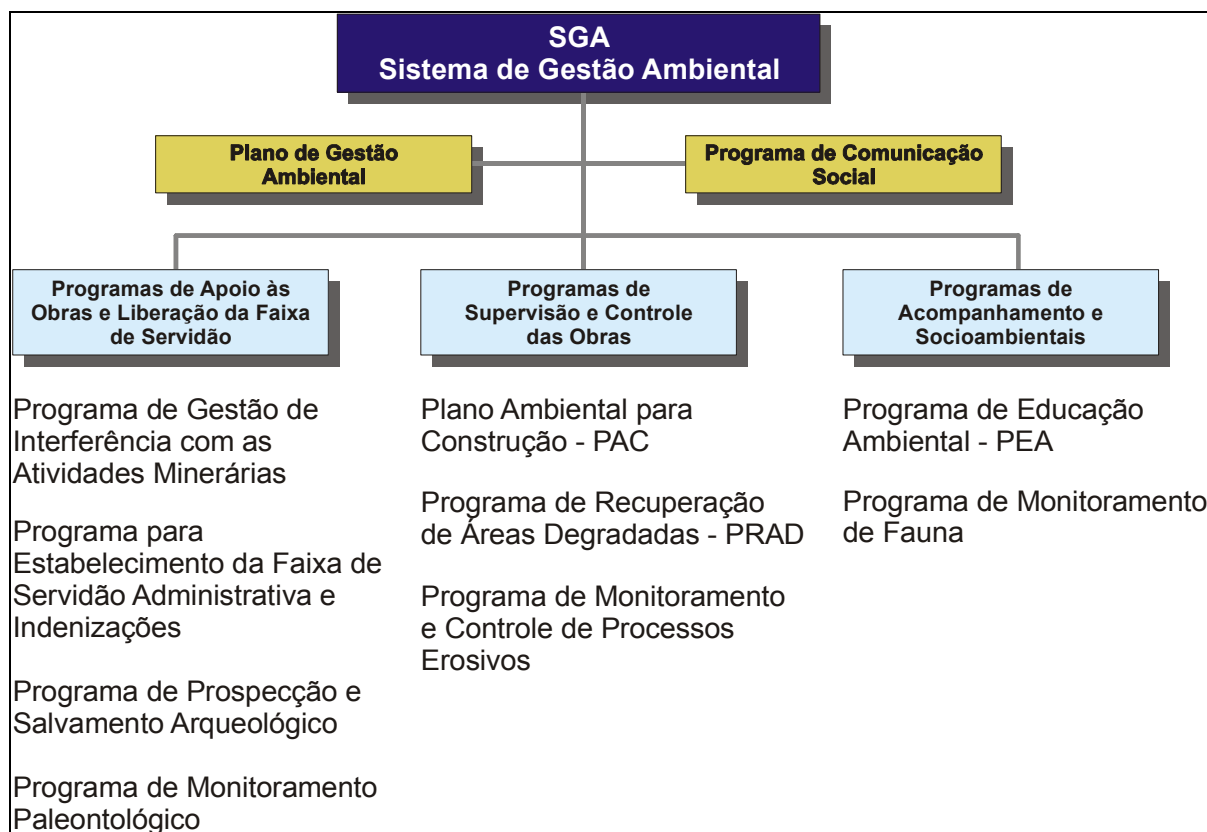 SGA
Sistema de Gestão Ambiental
Plano de Gestão
Ambiental
Programa de Comunicação
Social
Programas de Apoio às
Obras e Liberação da Faixa
de Servidão
Programas de
Supervisão e Controle
das Obras
Programas de
Acompanhamento e
Socioambientais
Programa de Gestão de
Interferência com as
Atividades Minerárias
Programa para
Estabelecimento da Faixa de
Servidão Administrativa e
Indenizações
Programa de Prospecção e
Salvamento Arqueológico
Programa de Monitoramento
Paleontológico
Plano Ambiental para
Construção - PAC
Programa de Recuperação
de Áreas Degradadas - PRAD
Programa de Monitoramento
e Controle de Processos
Erosivos
Programa de Educação
Ambiental - PEA
Programa de Monitoramento
de Fauna